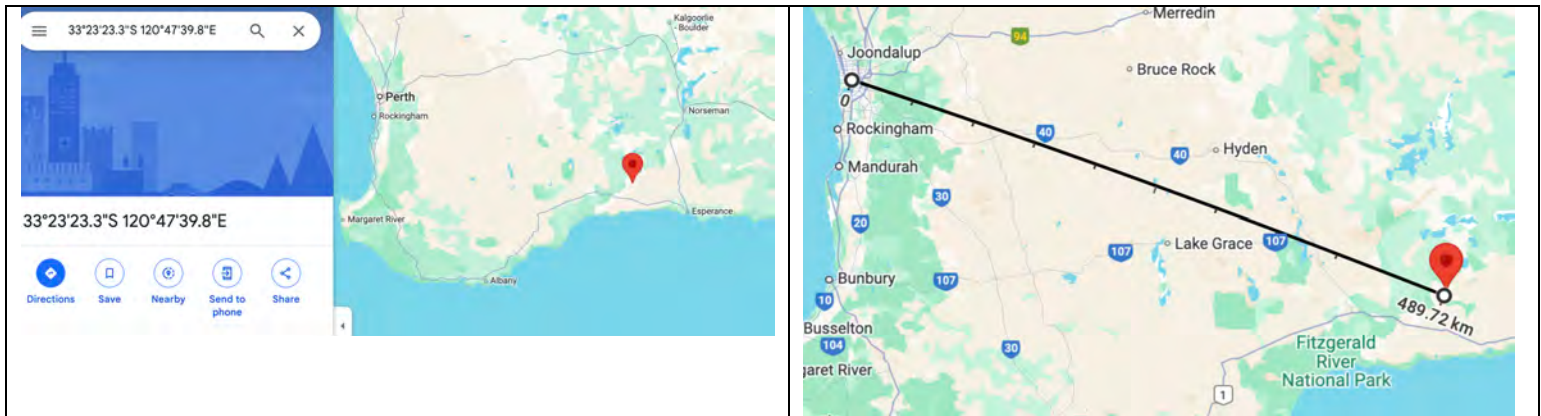 33°23'23.3"S 120°47'39.8"E
33°23'23.3"S 120°47'39.8"E
Directions
Save
Nearby
Send to
phone
Share
Kalgoorlie
-Boulder
Perth
Rockingham
Norseman
Margaret River
Esperance
Albany
Merredin
94
Joondalup
Bruce Rock
0
Rockingham
40
40
Hyden
Mandurah
30
20
Lake Grace
107
107
Bunbury
107
10
489.72 km
Busselton
104
30
Fitzgerald
River
National Park
garet River
1